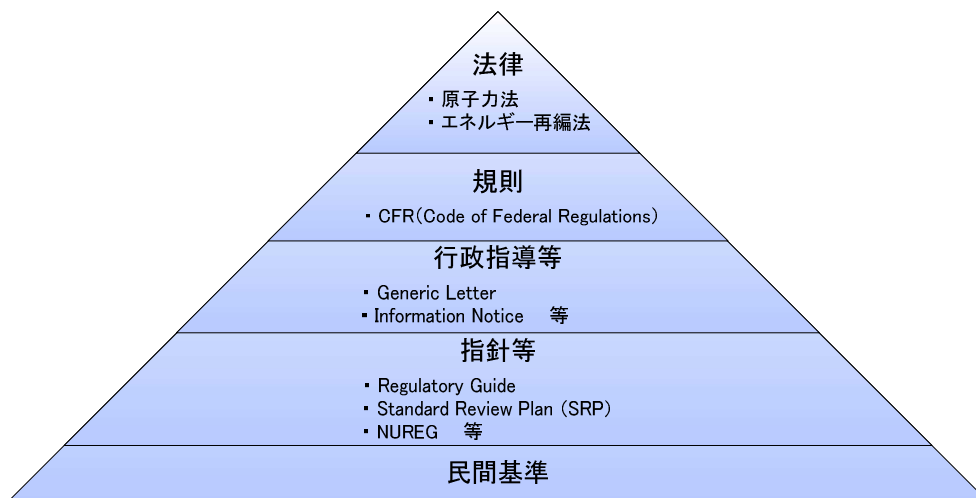 法律
・原子力法
・エネルギー再編法
規則
・CFR(Code of Federal Regulations)
行政指導等
・Generic Letter
・Information Notice 等
指針等
・Regulatory Guide
・Standard Review Plan (SRP)
・NUREG 等
民間基準